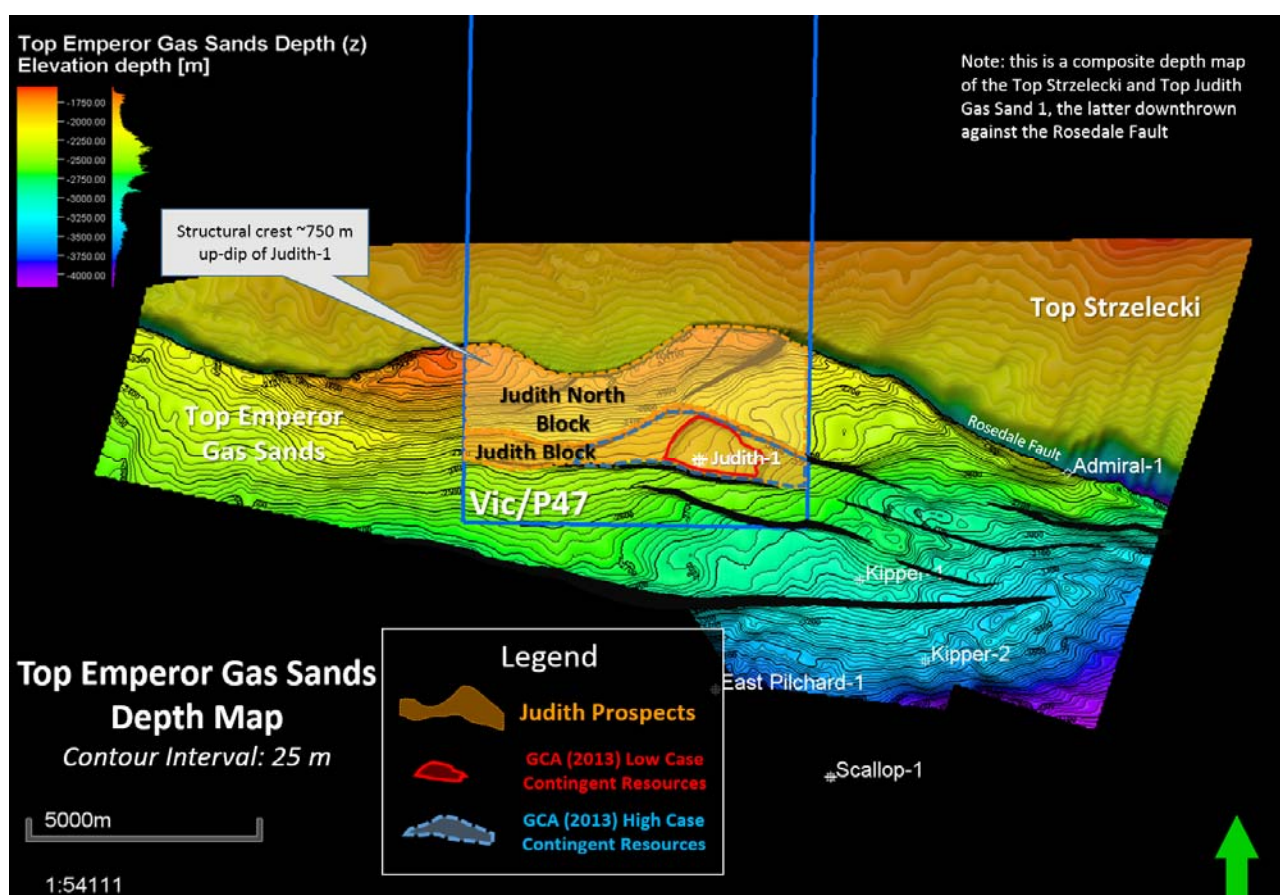 Top Emperor Gas Sands Depth (z)
Elevation depth [m]
-1750.00
-2000.00
-2250.00
-2500.00
-2750.00
-3000.00
-3250.00
-3500.00
-3750.00
-4000.00
Note: this is a composite depth map
of the Top Strzelecki and Top Judith
Gas Sand 1, the latter downthrown
against the Rosedale Fault
Structural crest ~750 m
up-dip of Judith-1
Top Strzelecki
Judith North
Block
Top Emperor
Gas Sands
Judith Block
Judith-1
Rosedale Fault
Admiral-1
Vic/P47
Kipper-1
Kipper-2
East Pilchard-1
Scallop-1
Top Emperor Gas Sands
Depth Map
Contour Interval: 25 m
5000m
1:54111
Legend
Judith Prospects
GCA (2013) Low Case
Contingent Resources
GCA (2013) High Case
Contingent Resources